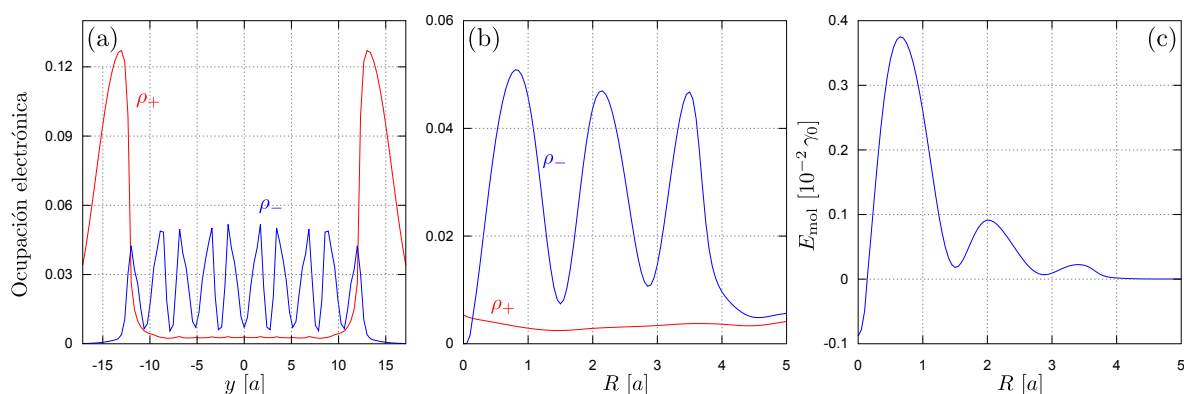 (a)
Ocupación electrónica
0.12
0.09
0.06
0.03
0
ρ+
ρ−
-15 -10 -5 0 5 10 15
y [a]
(b)
0.06
0.04
0.02
0
ρ−
ρ+
0 1 2 3 4 5
R [a]
(c)
E_mol [10^−2 γ0]
0.4
0.3
0.2
0.1
0
-0.1
0 1 2 3 4 5
R [a]